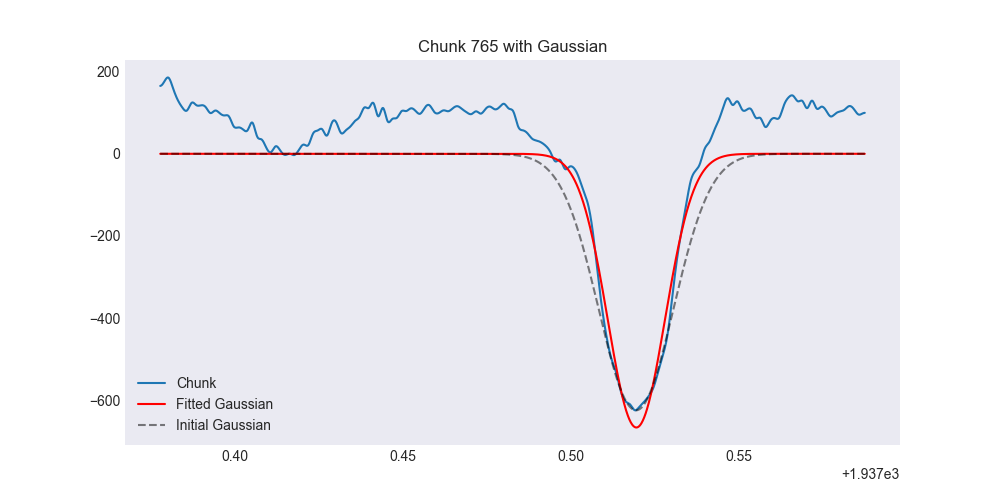 Chunk 765 with Gaussian
200
0
−200
−400
−600
Chunk
Fitted Gaussian
Initial Gaussian
0.40 0.45 0.50 0.55
+1.937e3